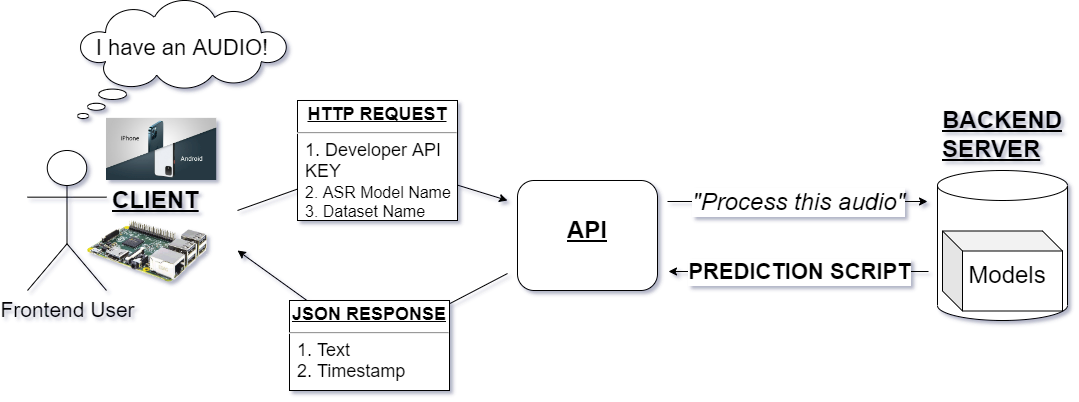 I have an AUDIO!
iPhone
Android
CLIENT
Frontend User
HTTP REQUEST
1. Developer API
KEY
2. ASR Model Name
3. Dataset Name
JSON RESPONSE
1. Text
2. Timestamp
API
"Process this audio"
PREDICTION SCRIPT
BACKEND
SERVER
Models